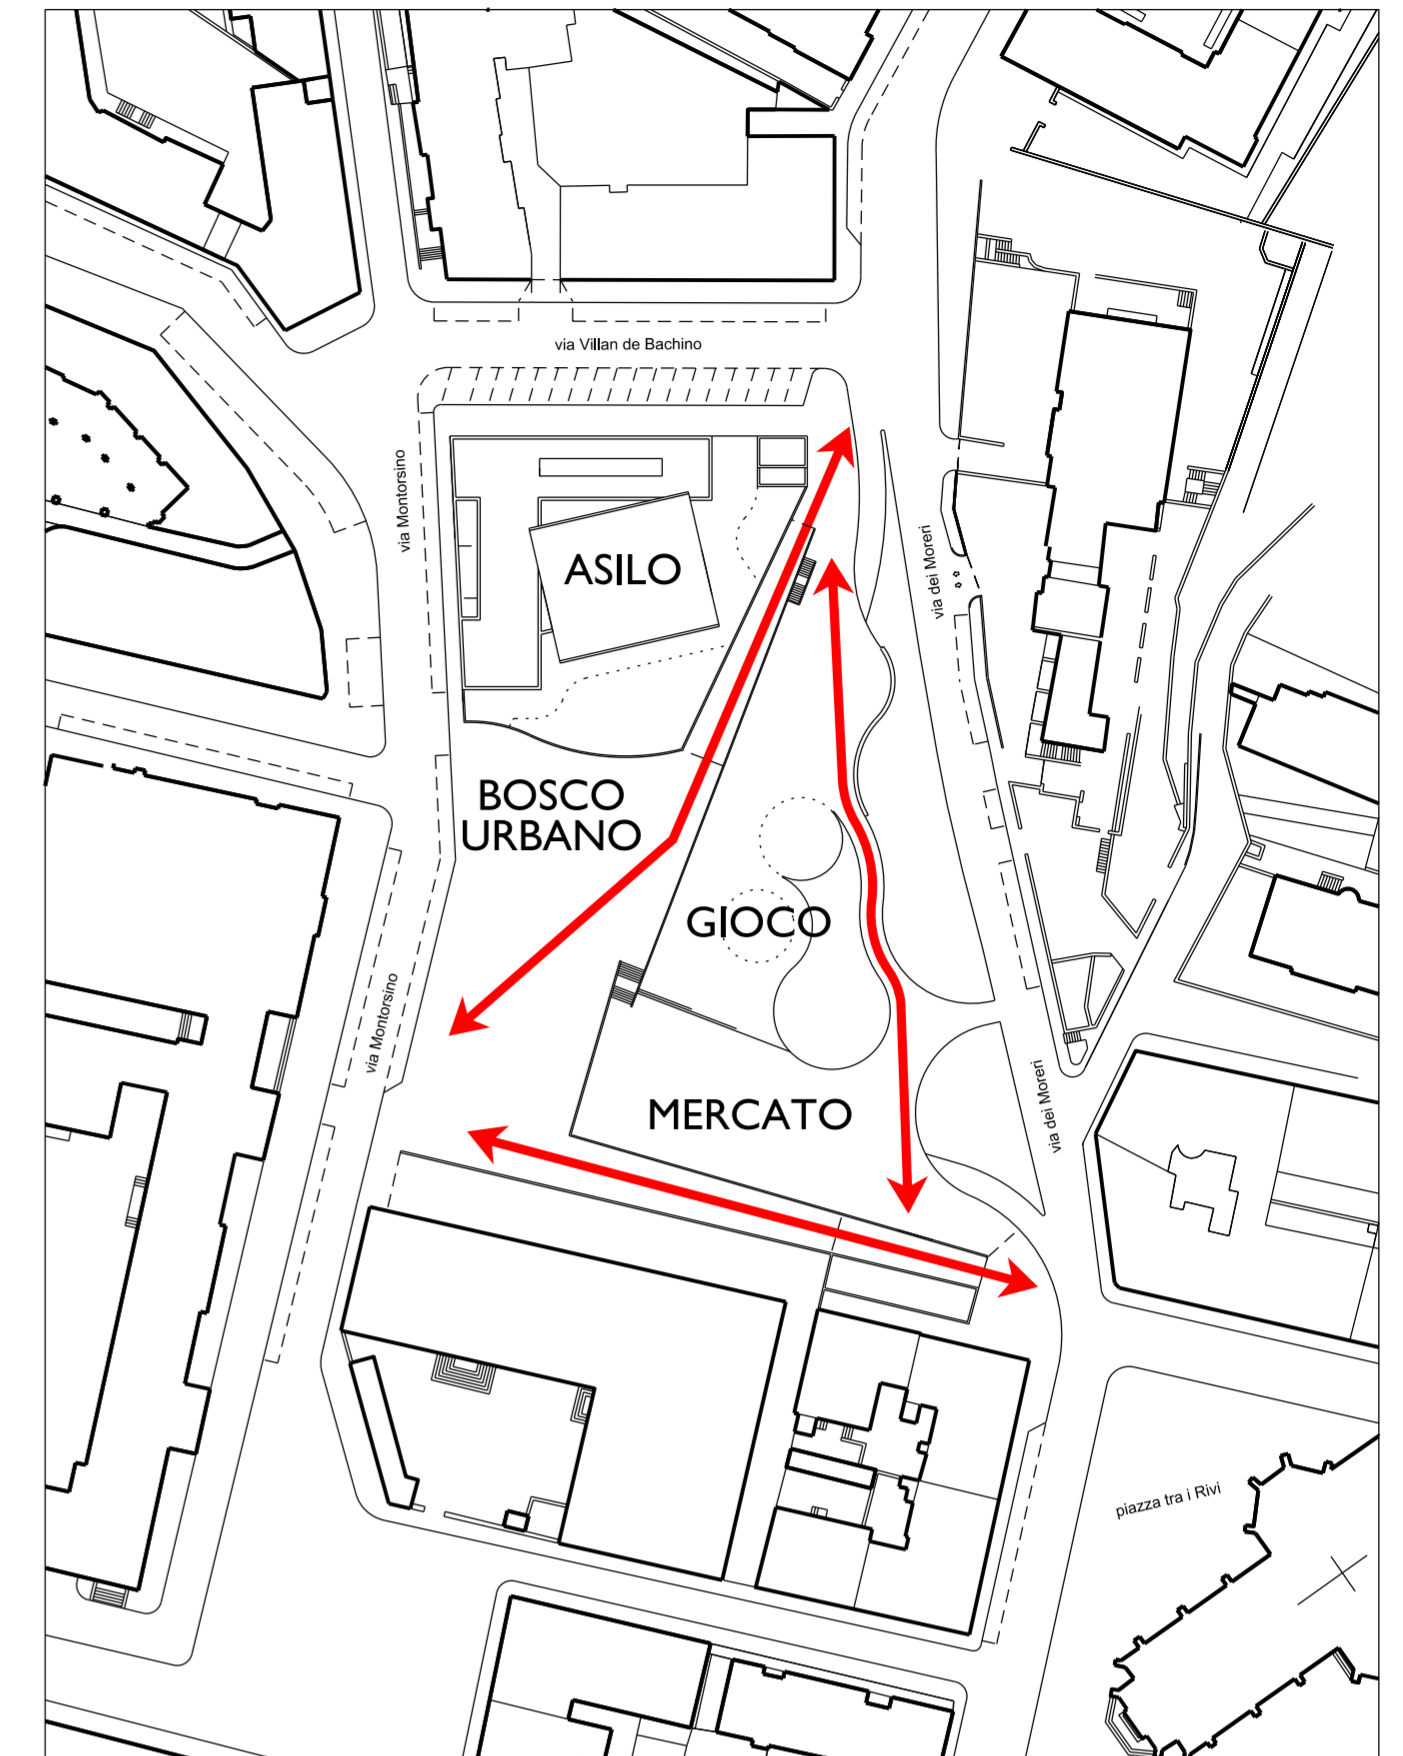 via Villan de Bachino
via Montorsino
ASILO
via dei Moreri
BOSCO
URBANO
GIOCO
via Montorsino
MERCATO
via dei Moreri
piazza tra i Rivi